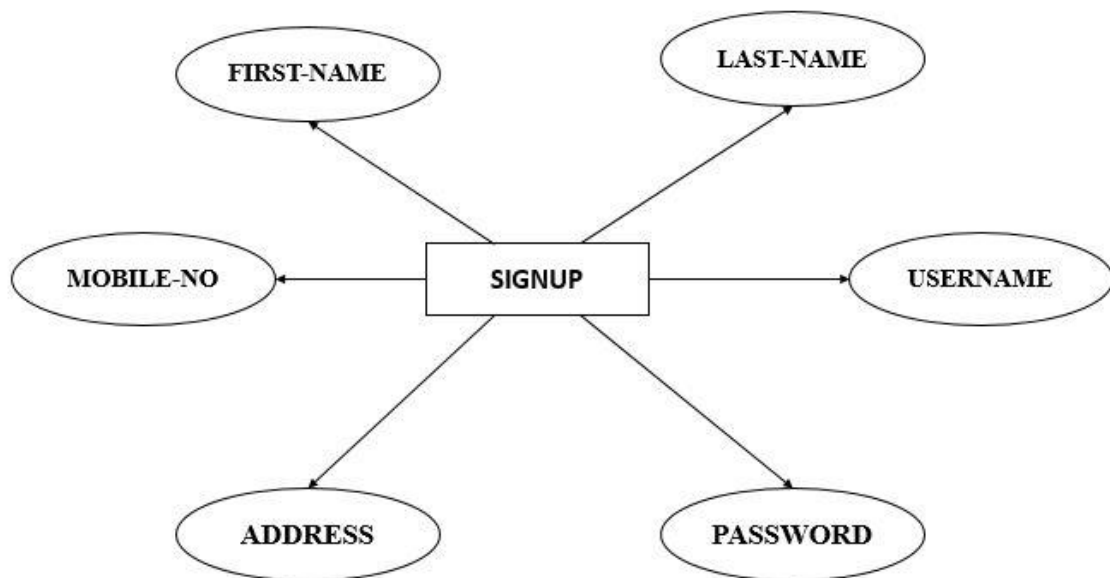 FIRST-NAME
LAST-NAME
MOBILE-NO
SIGNUP
USERNAME
ADDRESS
PASSWORD